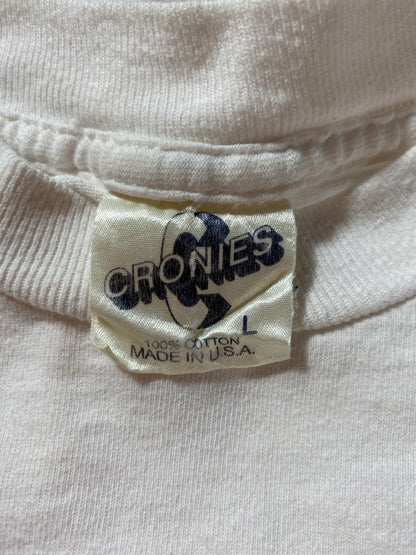 C
CRONIES
L
100% COTTON
MADE IN U.S.A.